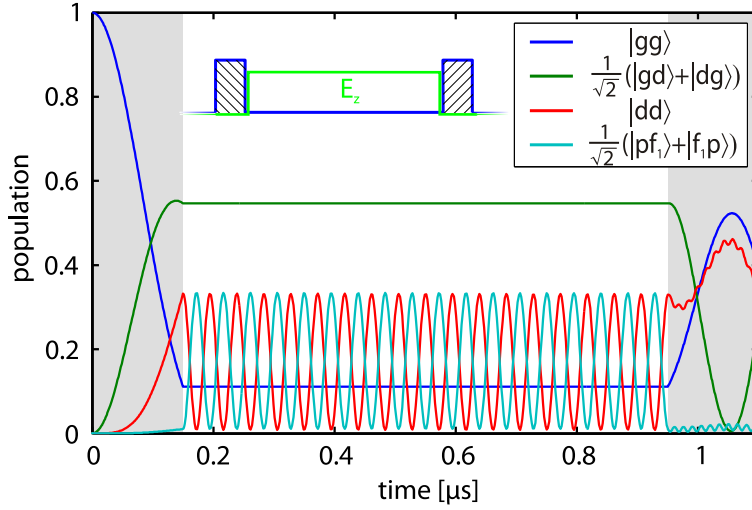 |gg⟩
1/√2(|gd⟩+|dg⟩)
|dd⟩
1/√2(|pf₁⟩+|f₁p⟩)
E_z
population
1
0.8
0.6
0.4
0.2
0
0 0.2 0.4 0.6 0.8 1
time [μs]